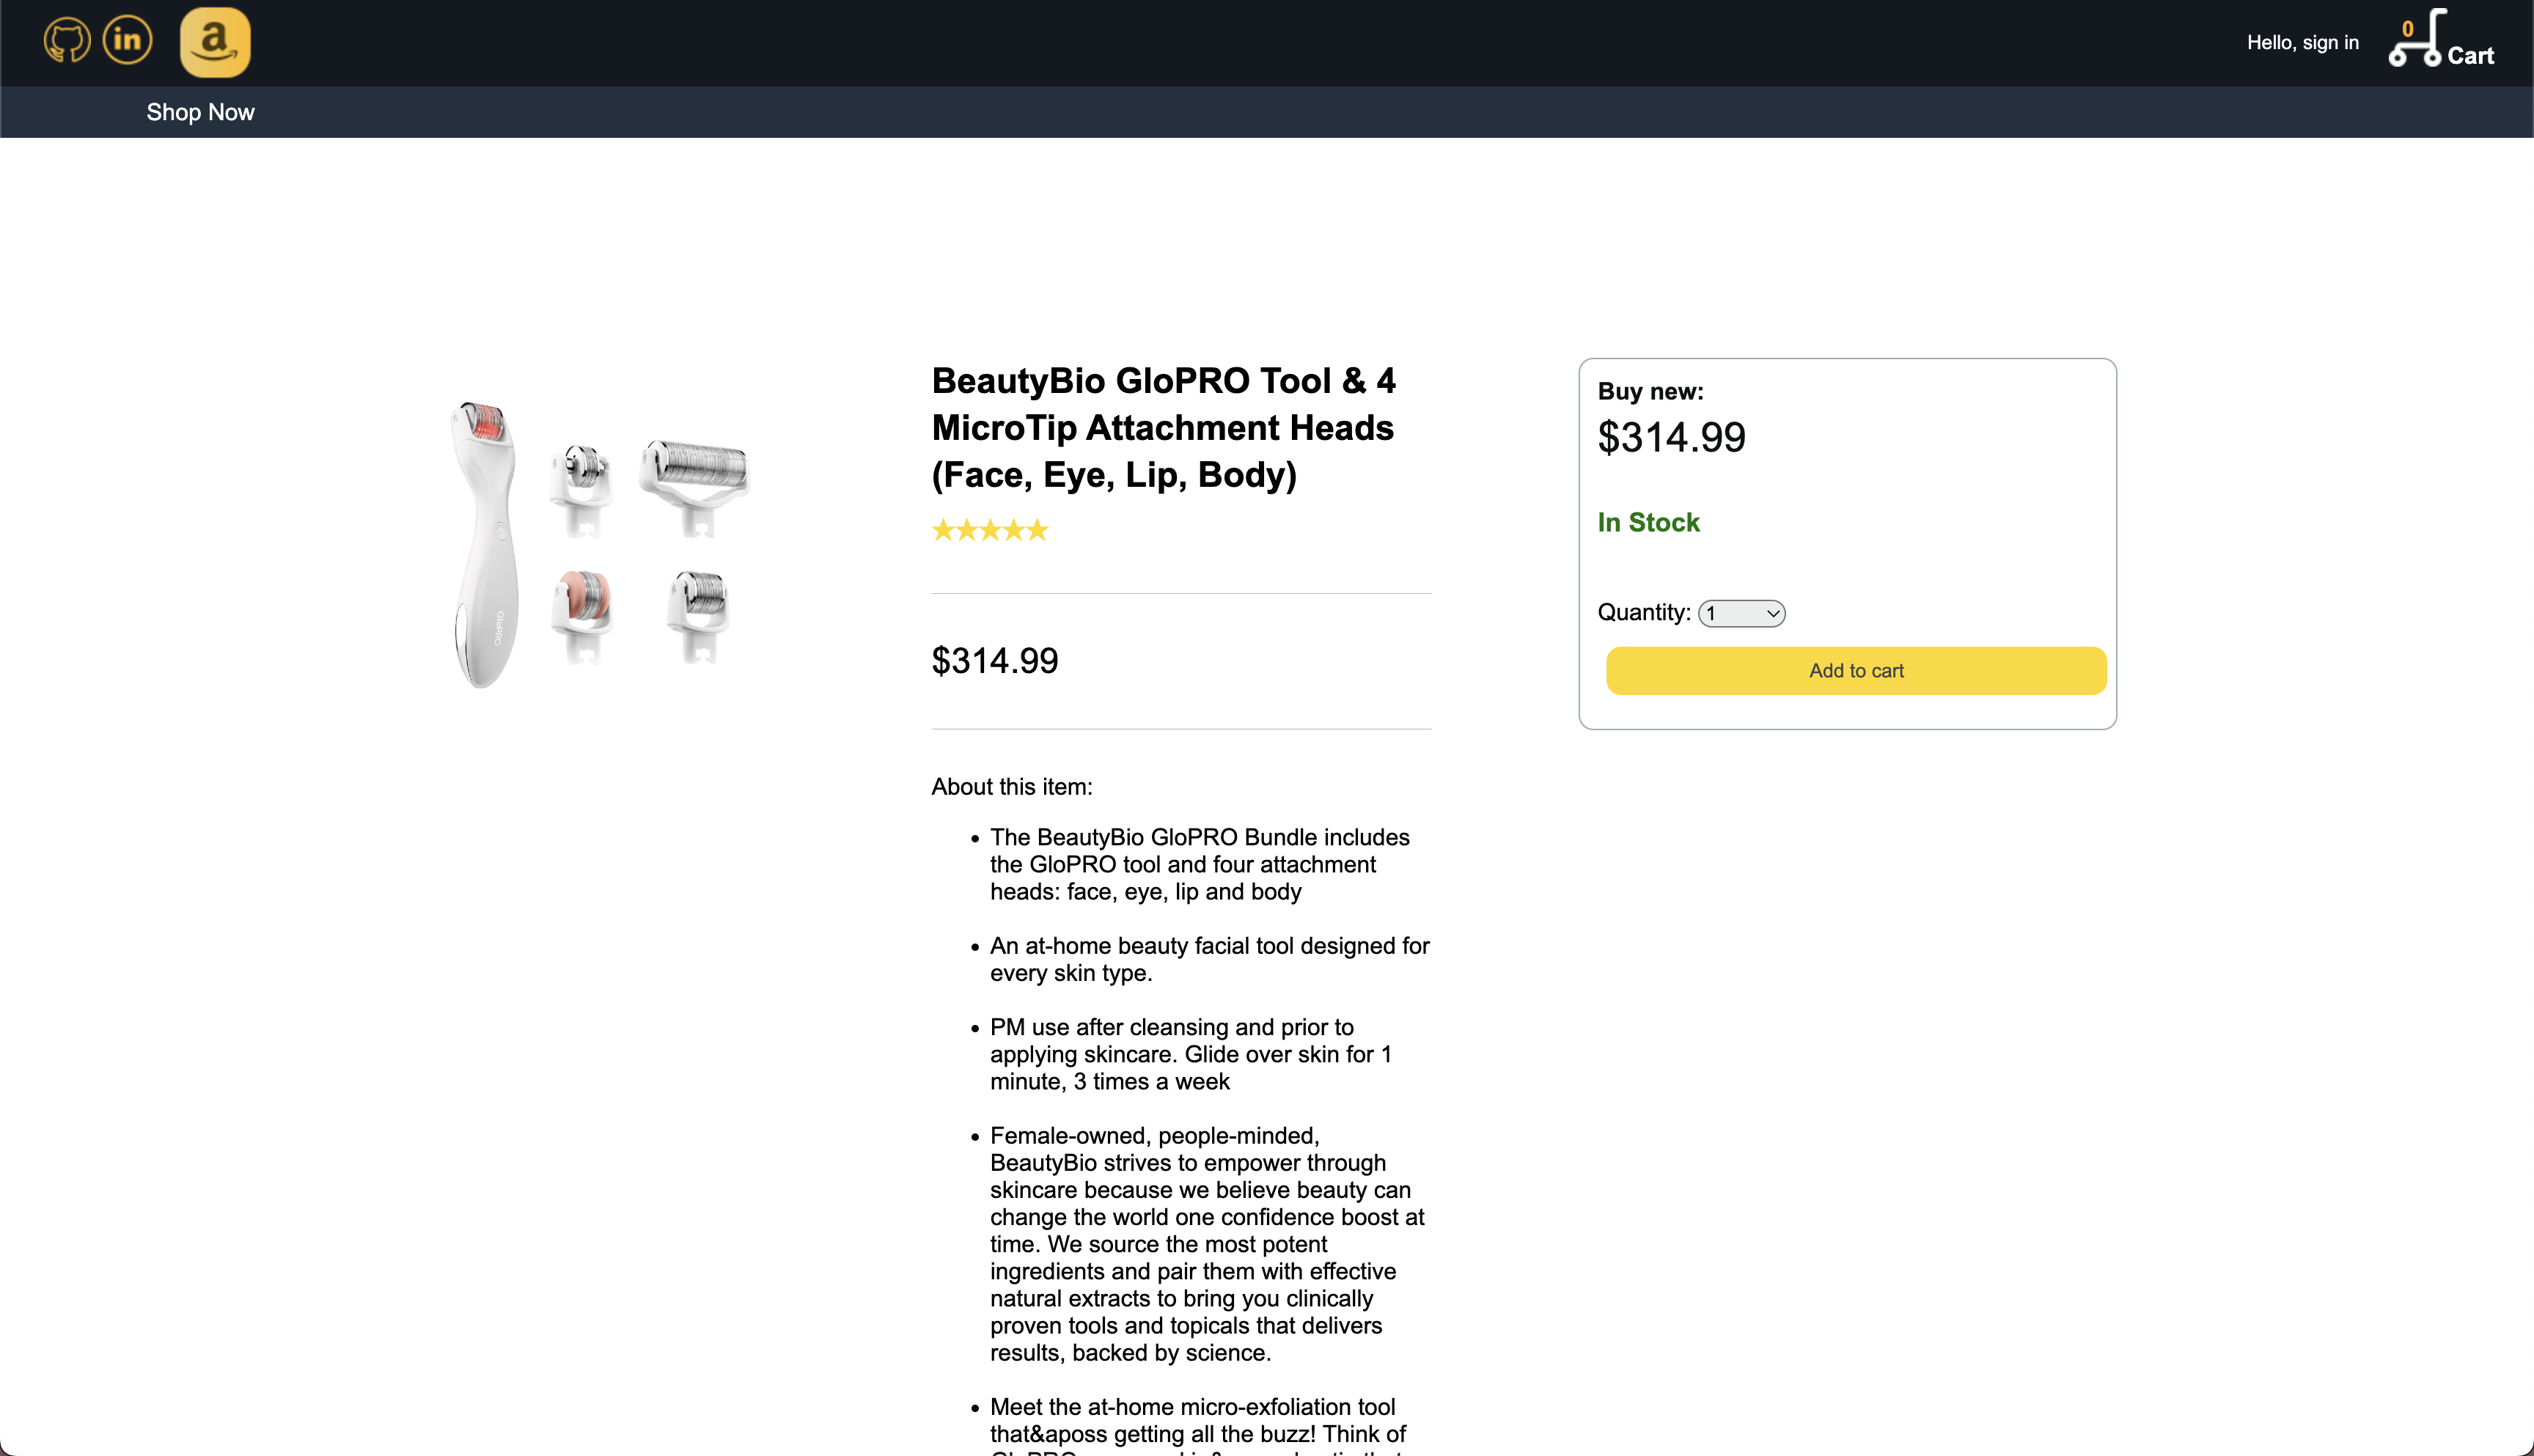 in
a
Hello, sign in
0
Cart
Shop Now
BeautyBio GloPRO Tool & 4
MicroTip Attachment Heads
(Face, Eye, Lip, Body)
$314.99
About this item:
The BeautyBio GloPRO Bundle includes
the GloPRO tool and four attachment
heads: face, eye, lip and body
An at-home beauty facial tool designed for
every skin type.
PM use after cleansing and prior to
applying skincare. Glide over skin for 1
minute, 3 times a week
Female-owned, people-minded,
BeautyBio strives to empower through
skincare because we believe beauty can
change the world one confidence boost at
time. We source the most potent
ingredients and pair them with effective
natural extracts to bring you clinically
proven tools and topicals that delivers
results, backed by science.
Meet the at-home micro-exfoliation tool
that&aposs getting all the buzz! Think of
Buy new:
$314.99
In Stock
Quantity: 1
Add to cart
GloPRO